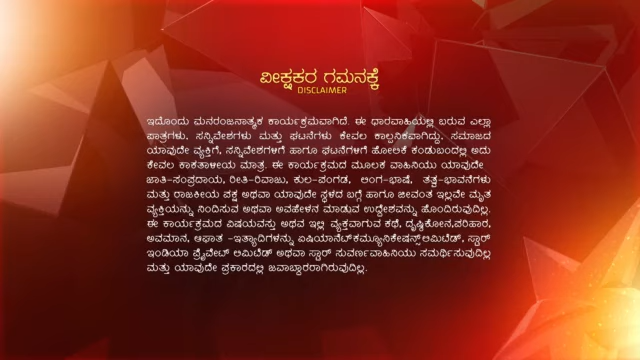 ವೀಕ್ಷಕರ ಗಮನಕ್ಕೆ
DISCLAIMER
ಇದೊಂದು ಮನರಂಜನಾತ್ಮಕ ಕಾರ್ಯಕ್ರಮವಾಗಿದೆ. ಈ ಧಾರವಾಹಿಯಲ್ಲಿ ಬರುವ ಎಲ್ಲಾ
ಪಾತ್ರಗಳು, ಸನ್ನಿವೇಶಗಳು ಮತ್ತು ಘಟನೆಗಳು ಕೇವಲ ಕಾಲ್ಪನಿಕವಾಗಿದ್ದು, ಸಮಾಜದ
ಯಾವುದೇ ವ್ಯಕ್ತಿಗೆ, ಸನ್ನಿವೇಶಗಳಿಗೆ ಹಾಗೂ ಘಟನೆಗಳಿಗೆ ಹೋಲಿಕೆ ಕಂಡುಬಂದಲ್ಲಿ ಅದು
ಕೇವಲ ಕಾಕತಾಳೀಯ ಮಾತ್ರ. ಈ ಕಾರ್ಯಕ್ರಮದ ಮೂಲಕ ವಾಹಿನಿಯು ಯಾವುದೇ
ಜಾತಿ-ಸಂಪ್ರದಾಯ, ರೀತಿ-ರಿವಾಜು, ಕುಲ-ಪಂಗಡ, ಲಿಂಗ-ಭಾಷೆ, ತತ್ವ-ಭಾವನೆಗಳು
ಮತ್ತು ರಾಜಕೀಯ ಪಕ್ಷ ಅಥವಾ ಯಾವುದೇ ಸ್ಥಳದ ಬಗ್ಗೆ ಹಾಗೂ ಜೀವಂತ ಇಲ್ಲವೇ ಮೃತ
ವ್ಯಕ್ತಿಯನ್ನು ನಿಂದಿಸುವ ಅಥವಾ ಅವಹೇಳನ ಮಾಡುವ ಉದ್ದೇಶವನ್ನು ಹೊಂದಿರುವುದಿಲ್ಲ.
ಈ ಕಾರ್ಯಕ್ರಮದ ವಿಷಯವಸ್ತು ಅಥವ ಇಲ್ಲಿ ವ್ಯಕ್ತವಾಗುವ ಕಥೆ, ದೃಷ್ಟಿಕೋನ,ಪರಿಹಾರ,
ಅವಮಾನ, ಆಘಾತ -ಇತ್ಯಾದಿಗಳನ್ನು ಏಷಿಯಾನೆಟ್ ಕಮ್ಯೂನಿಕೇಷನ್ಸ್ ಲಿಮಿಟೆಡ್, ಸ್ಟಾರ್
ಇಂಡಿಯಾ ಪ್ರೈವೇಟ್ ಲಿಮಿಟೆಡ್ ಅಥವಾ ಸ್ಟಾರ್ ಸುವರ್ಣವಾಹಿನಿಯು ಸಮರ್ಥಿಸುವುದಿಲ್ಲ
ಮತ್ತು ಯಾವುದೇ ಪ್ರಕಾರದಲ್ಲಿ ಜವಾಬ್ದಾರರಾಗಿರುವುದಿಲ್ಲ.